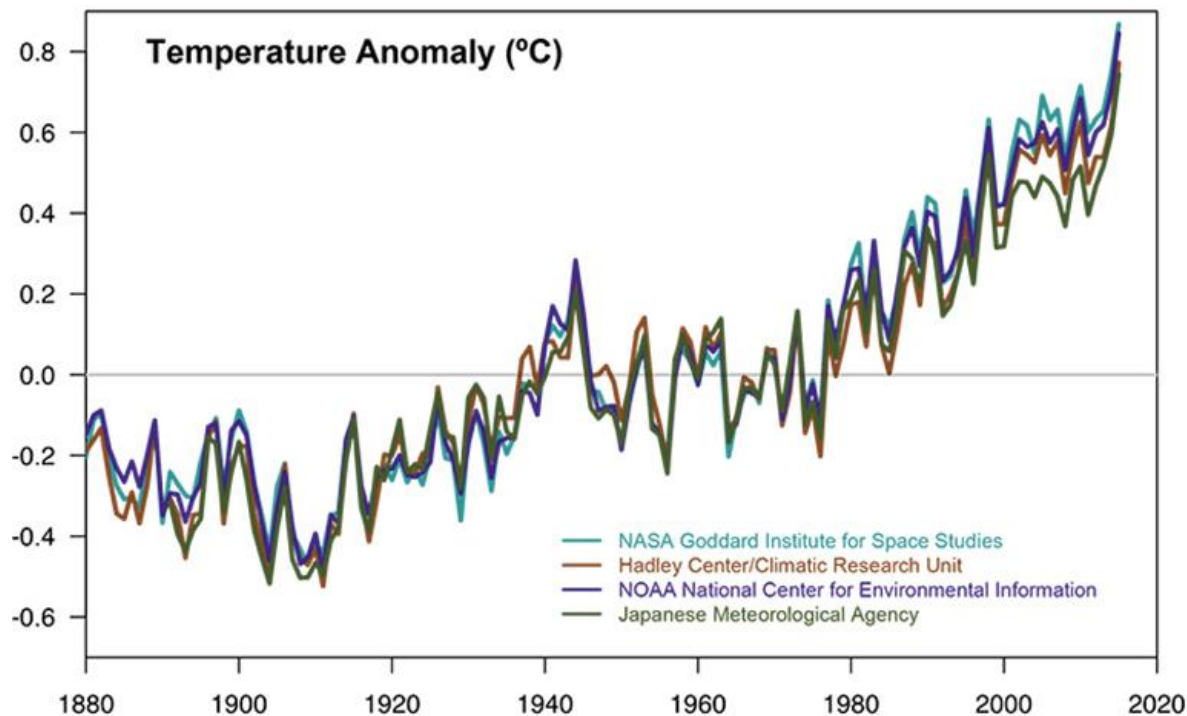 Temperature Anomaly (ºC)
0.8
0.6
0.4
0.2
0.0
-0.2
-0.4
-0.6
NASA Goddard Institute for Space Studies
Hadley Center/Climatic Research Unit
NOAA National Center for Environmental Information
Japanese Meteorological Agency
1880 1900 1920 1940 1960 1980 2000 2020